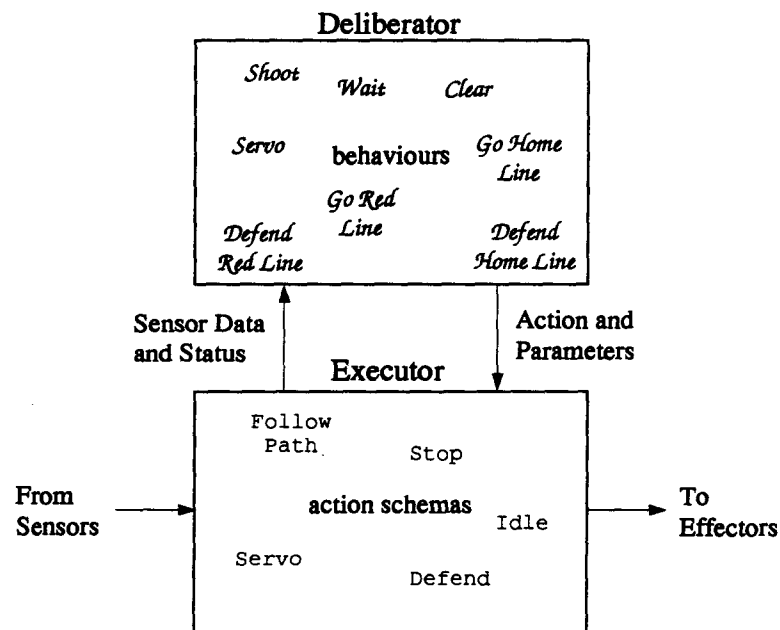 Deliberator
Shoot
Wait
Clear
Servo
behaviours
Go Home
Line
Go Red
Line
Defend
Red Line
Defend
Home Line
Sensor Data
and Status
Action and
Parameters
Executor
Follow
Path
Stop
From
Sensors
action schemas
Idle
To
Effectors
Servo
Defend